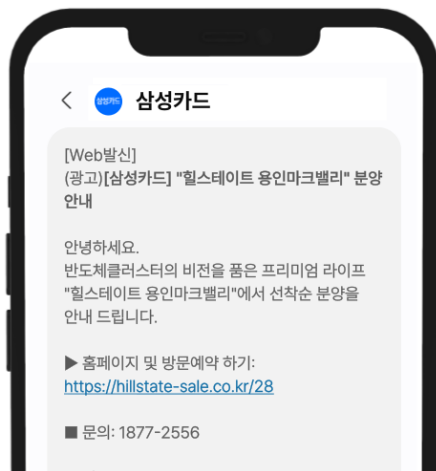 삼성카드
삼성카드
[Web발신]
(광고)[삼성카드] "힐스테이트 용인마크밸리" 분양
안내
안녕하세요.
반도체클러스터의 비전을 품은 프리미엄 라이프
"힐스테이트 용인마크밸리"에서 선착순 분양을
안내 드립니다.
▶ 홈페이지 및 방문예약 하기:
https://hillstate-sale.co.kr/28
■ 문의: 1877-2556